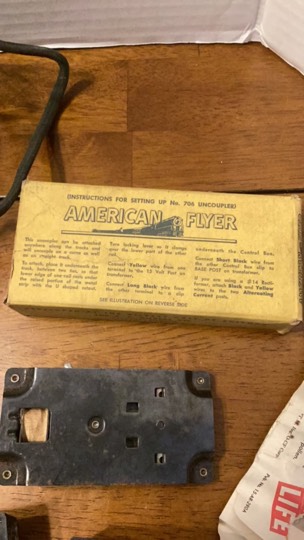 (INSTRUCTIONS FOR SETTING UP No. 706 UNCOUPLER)
AMERICAN FLYER
This uncoupler can be attached
anywhere along the tracks and
will uncouple on a curve as well
as on straight track.
To attach, place it underneath the
track, between two ties, so that
lower edge of one rail rests under
the raised portion of the metal
strip with the U shaped cutout.
Turn locking lever so it clamps
over the lower part of the other
rail.
Connect Yellow wire from
terminal to the 15 Volt Post on
transformer.
Connect Long Black wire from
the other terminal to a clip
underneath the Control Box.
Connect Short Black wire from
the other Control Box clip to
BASE POST on transformer.
If you are using a #14 Recti-
former, attach Black and Yellow
wires to the two Alternating
Current posts.
SEE ILLUSTRATION ON REVERSE SIDE
LIFE